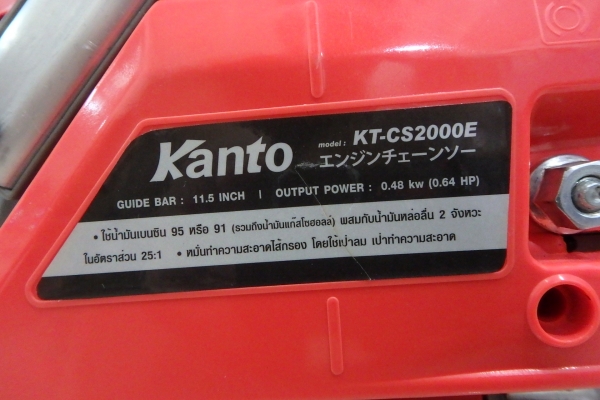 Kanto
model : KT-CS2000E
エンジンチェーンソー
GUIDE BAR : 11.5 INCH | OUTPUT POWER : 0.48 kw (0.64 HP)
• ใช้น้ำมันเบนซิน 95 หรือ 91 (รวมถึงน้ำมันแก๊สโซฮอลล์) ผสมกับน้ำมันหล่อลื่น 2 จังหวะ
ในอัตราส่วน 25:1 • หมั่นทำความสะอาดไส้กรอง โดยใช้เป่าลม เป่าทำความสะอาด